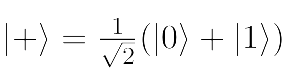 |+⟩ = 1/√2 (|0⟩ + |1⟩)